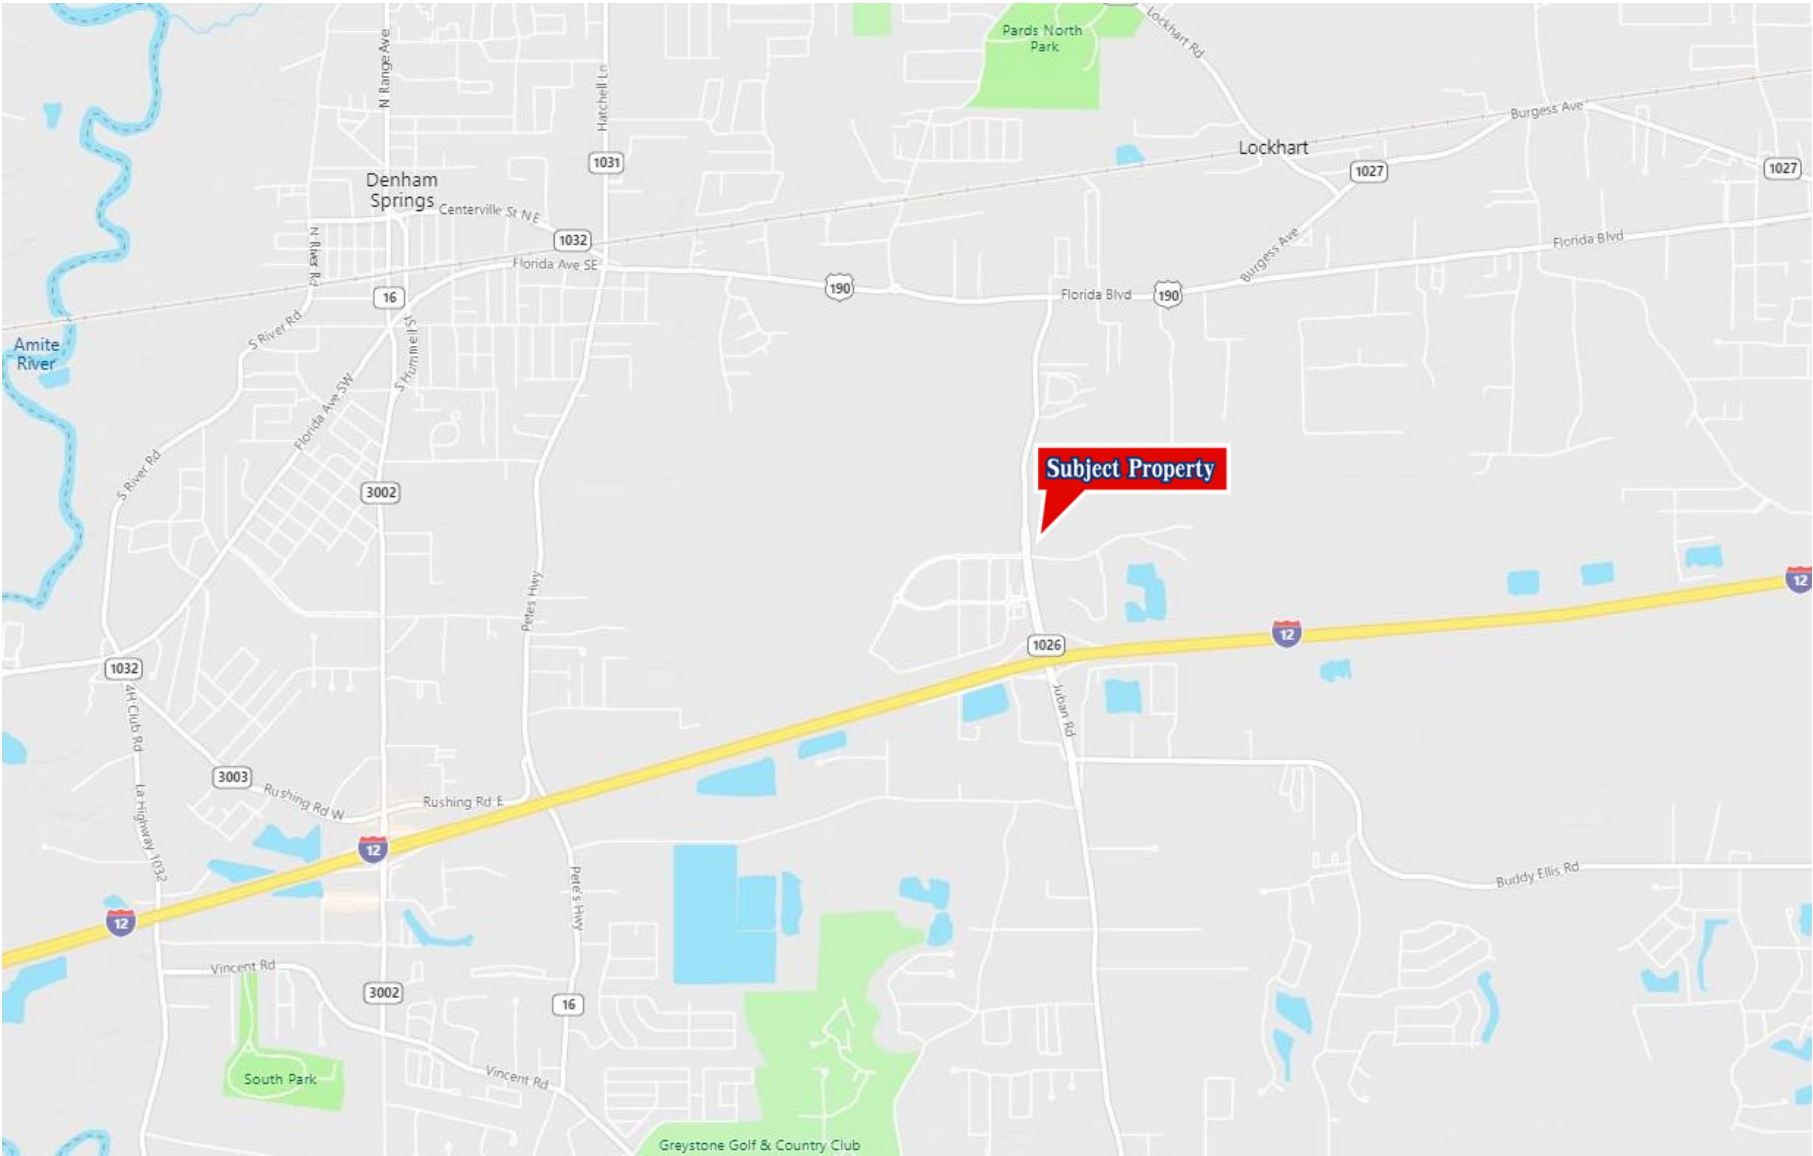 Lockhart Rd
Pards North
Park
N Range Ave
Hatchell Ln
Burgess Ave
Lockhart
1031
1027
1027
Denham
Springs
Centerville St NE
1032
N River Rd
Florida Ave SE
Florida Blvd
Burgess Ave
190
Florida Blvd
190
16
S River Rd
S Hummell St
Amite
River
Florida Ave SW
S River Rd
Subject Property
3002
Petes Hwy
12
12
1026
1032
4H Club Rd
Juban Rd
3003
Rushing Rd W
Rushing Rd E
La Highway 1032
12
Pete's Hwy
Buddy Ellis Rd
12
Vincent Rd
3002
16
South Park
Vincent Rd
Greystone Golf & Country Club